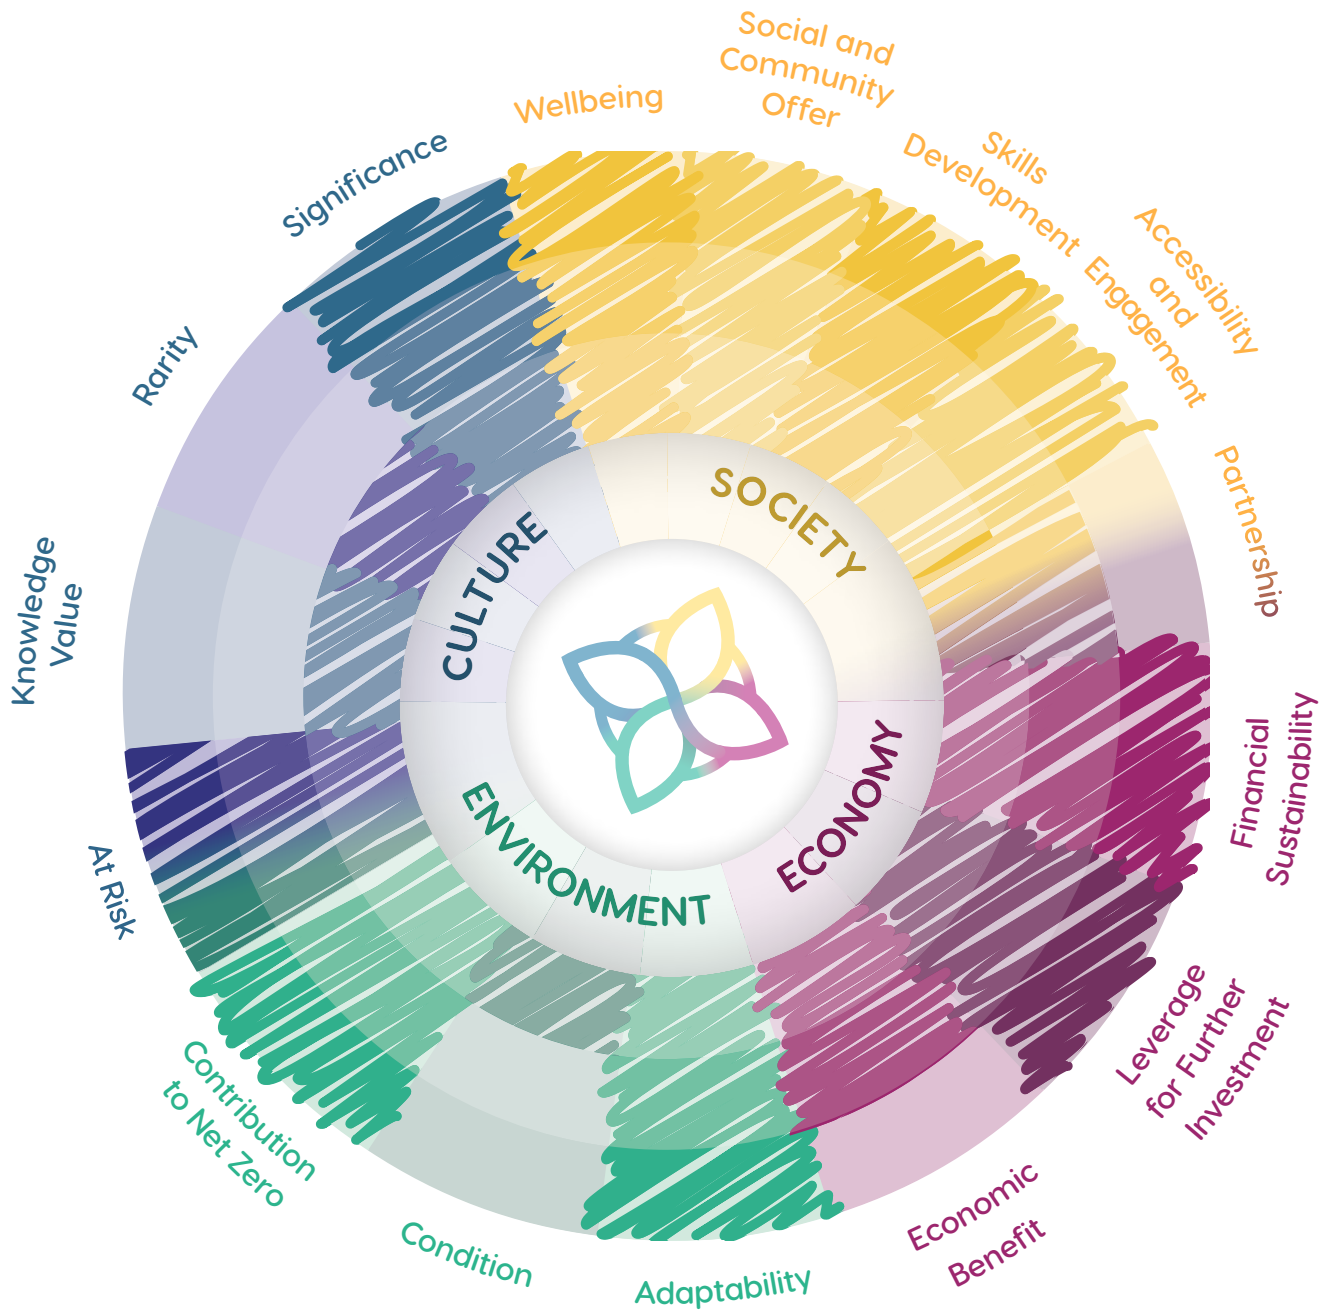 Social and
Community
Offer
Wellbeing
Skills
Development
Accessibility
and
Engagement
Significance
Rarity
Partnership
SOCIETY
CULTURE
Knowledge
Value
ECONOMY
Financial
Sustainability
ENVIRONMENT
At Risk
Leverage
for Further
Investment
Contribution
to Net Zero
Economic
Benefit
Condition
Adaptability